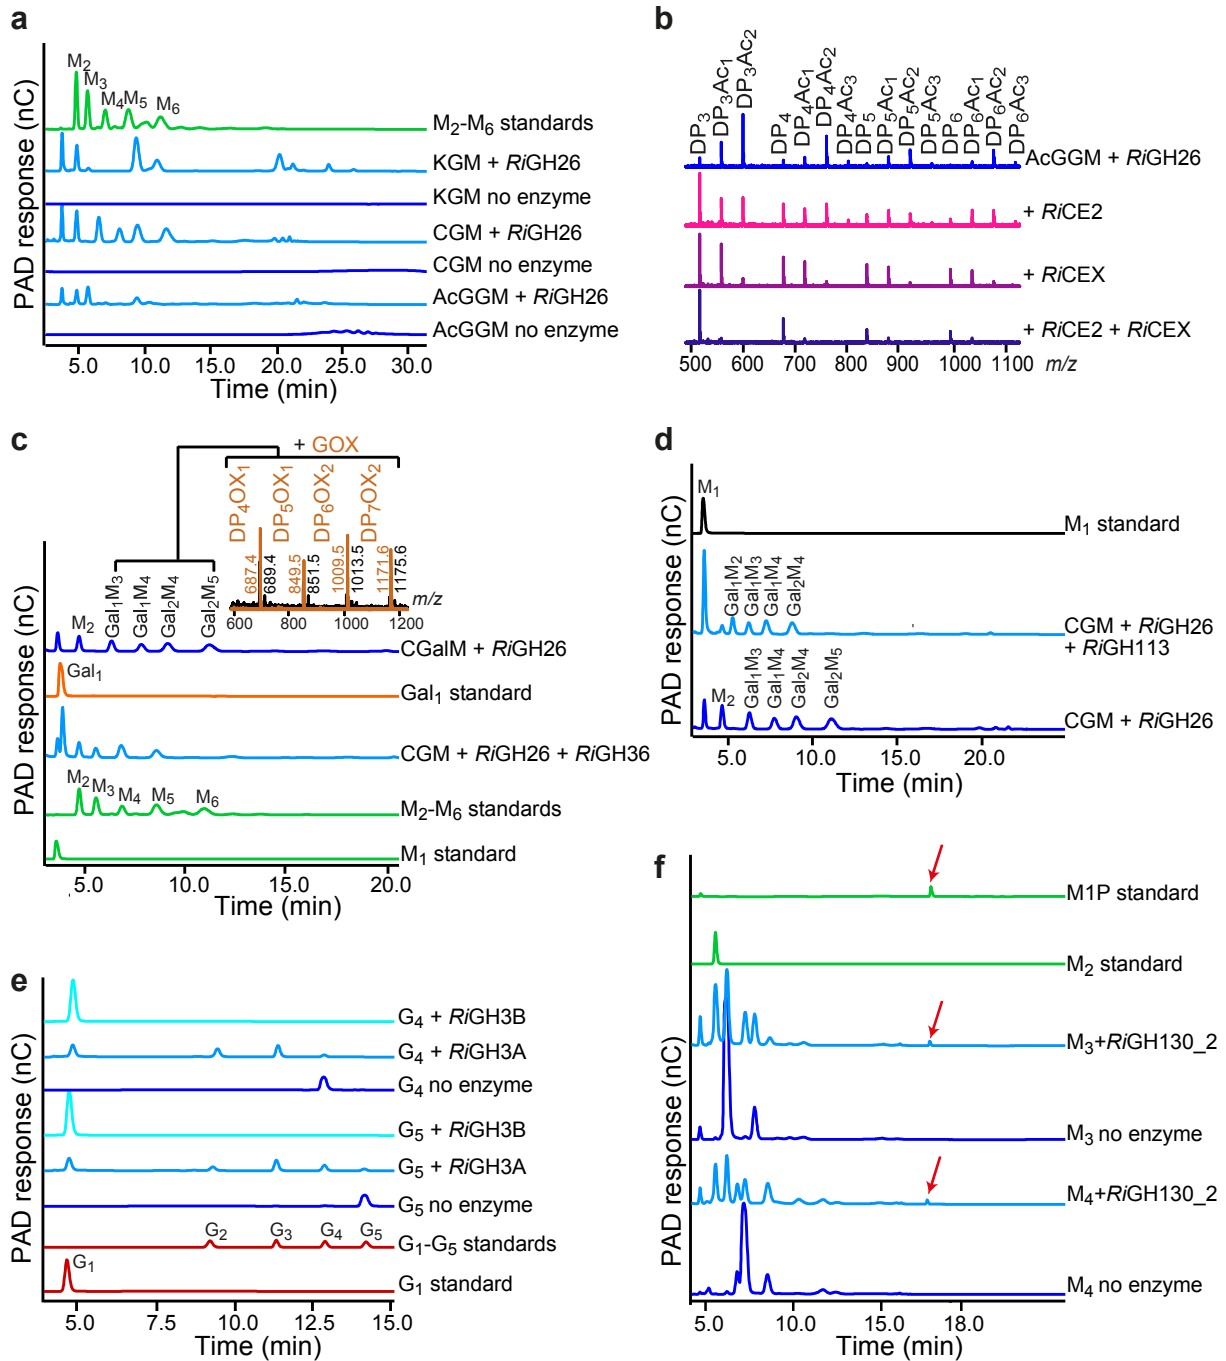 a
PAD response (nC)
M2
M3
M4
M5
M6
M2-M6 standards
KGM + RiGH26
KGM no enzyme
CGM + RiGH26
CGM no enzyme
AcGGM + RiGH26
AcGGM no enzyme
5.0 10.0 15.0 20.0 25.0 30.0
Time (min)
b
DP3
DP3Ac1
DP3Ac2
DP4
DP4Ac1
DP4Ac2
DP4Ac3
DP5
DP5Ac1
DP5Ac2
DP5Ac3
DP6
DP6Ac1
DP6Ac2
DP6Ac3
AcGGM + RiGH26
+ RiCE2
+ RiCEX
+ RiCE2 + RiCEX
500 600 700 800 900 1000 1100
m/z
c
+ GOX
DP4OX1
DP5OX1
DP6OX2
DP7OX2
687.4
689.4
849.5
851.5
1009.5
1013.5
1171.6
1175.6
m/z
600 800 1000 1200
PAD response (nC)
M2
Gal1M3
Gal1M4
Gal2M4
Gal2M5
CGalM + RiGH26
Gal1
Gal1 standard
CGM + RiGH26 + RiGH36
M2
M3
M4
M5
M6
M2-M6 standards
M1 standard
5.0 10.0 15.0 20.0
Time (min)
d
PAD response (nC)
M1
M1 standard
Gal1M2
Gal1M3
Gal1M4
Gal2M4
CGM + RiGH26
+ RiGH113
M2
Gal1M3
Gal1M4
Gal2M4
Gal2M5
CGM + RiGH26
5.0 10.0 15.0 20.0
Time (min)
e
PAD response (nC)
G4 + RiGH3B
G4 + RiGH3A
G4 no enzyme
G5 + RiGH3B
G5 + RiGH3A
G5 no enzyme
G2
G3
G4
G5
G1-G5 standards
G1
G1 standard
5.0 7.5 10.0 12.5 15.0
Time (min)
f
PAD response (nC)
M1P standard
M2 standard
M3+RiGH130_2
M3 no enzyme
M4+RiGH130_2
M4 no enzyme
5.0 10.0 15.0 18.0
Time (min)